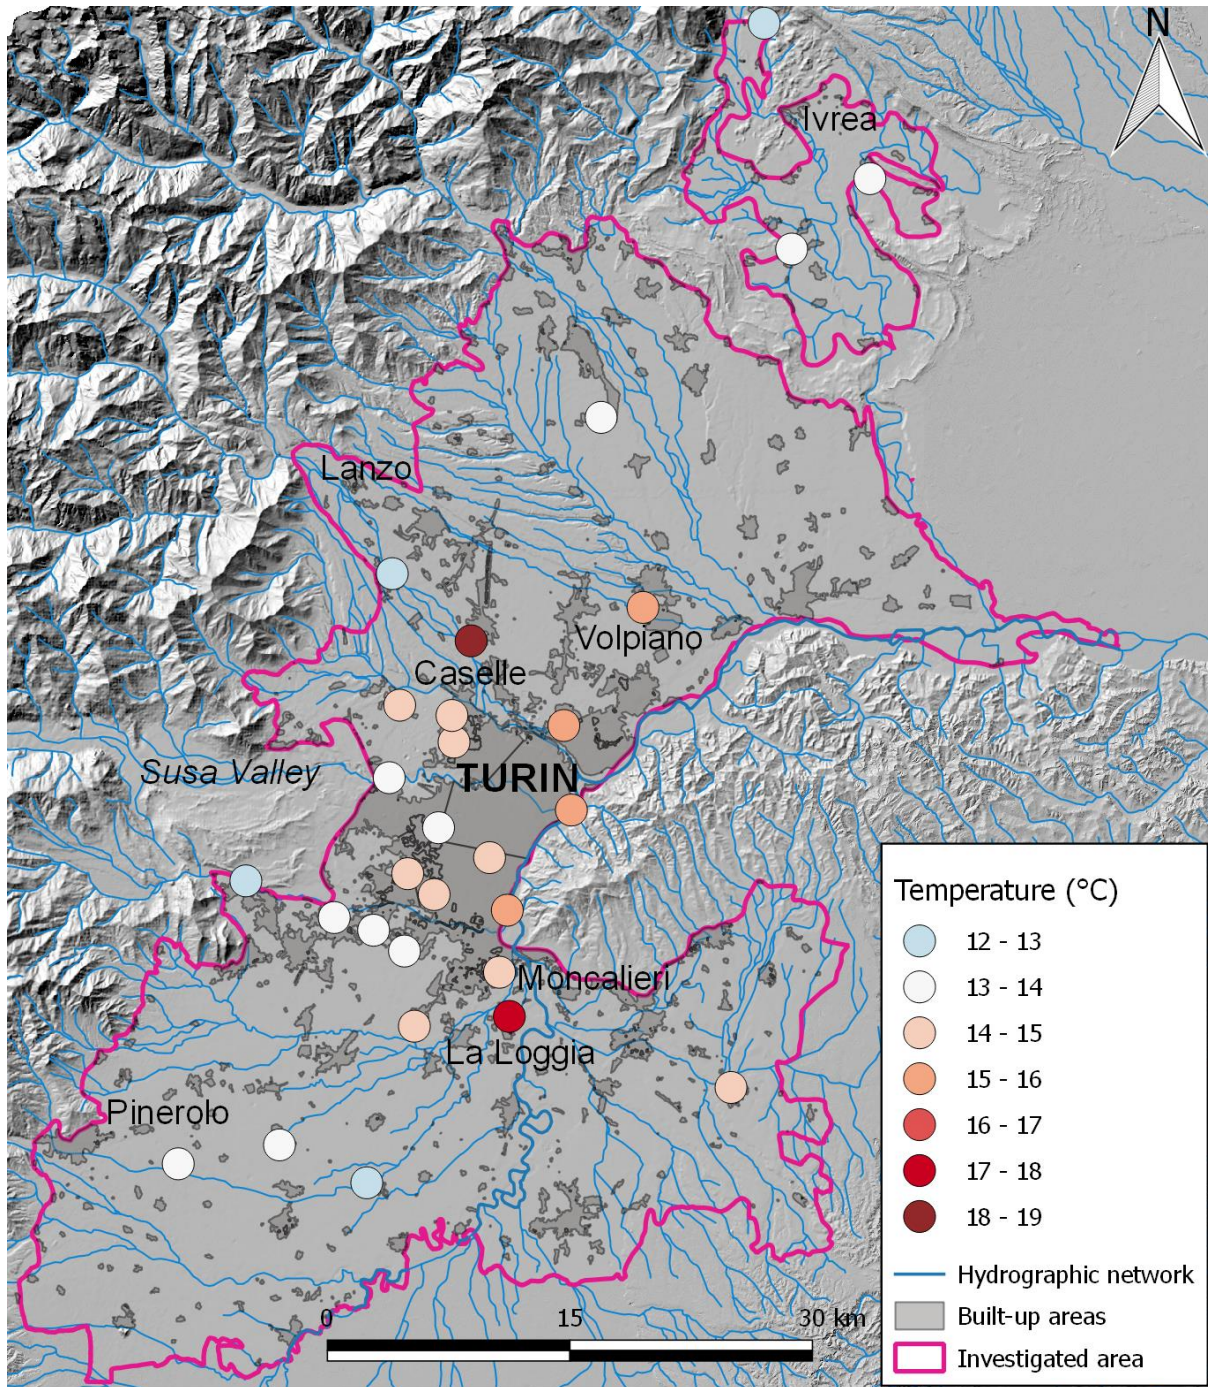 N
Ivrea
Lanzo
Volpiano
Caselle
Susa Valley
TURIN
Moncalieri
La Loggia
Pinerolo
0 15 30 km
Temperature (°C)
12 - 13
13 - 14
14 - 15
15 - 16
16 - 17
17 - 18
18 - 19
Hydrographic network
Built-up areas
Investigated area